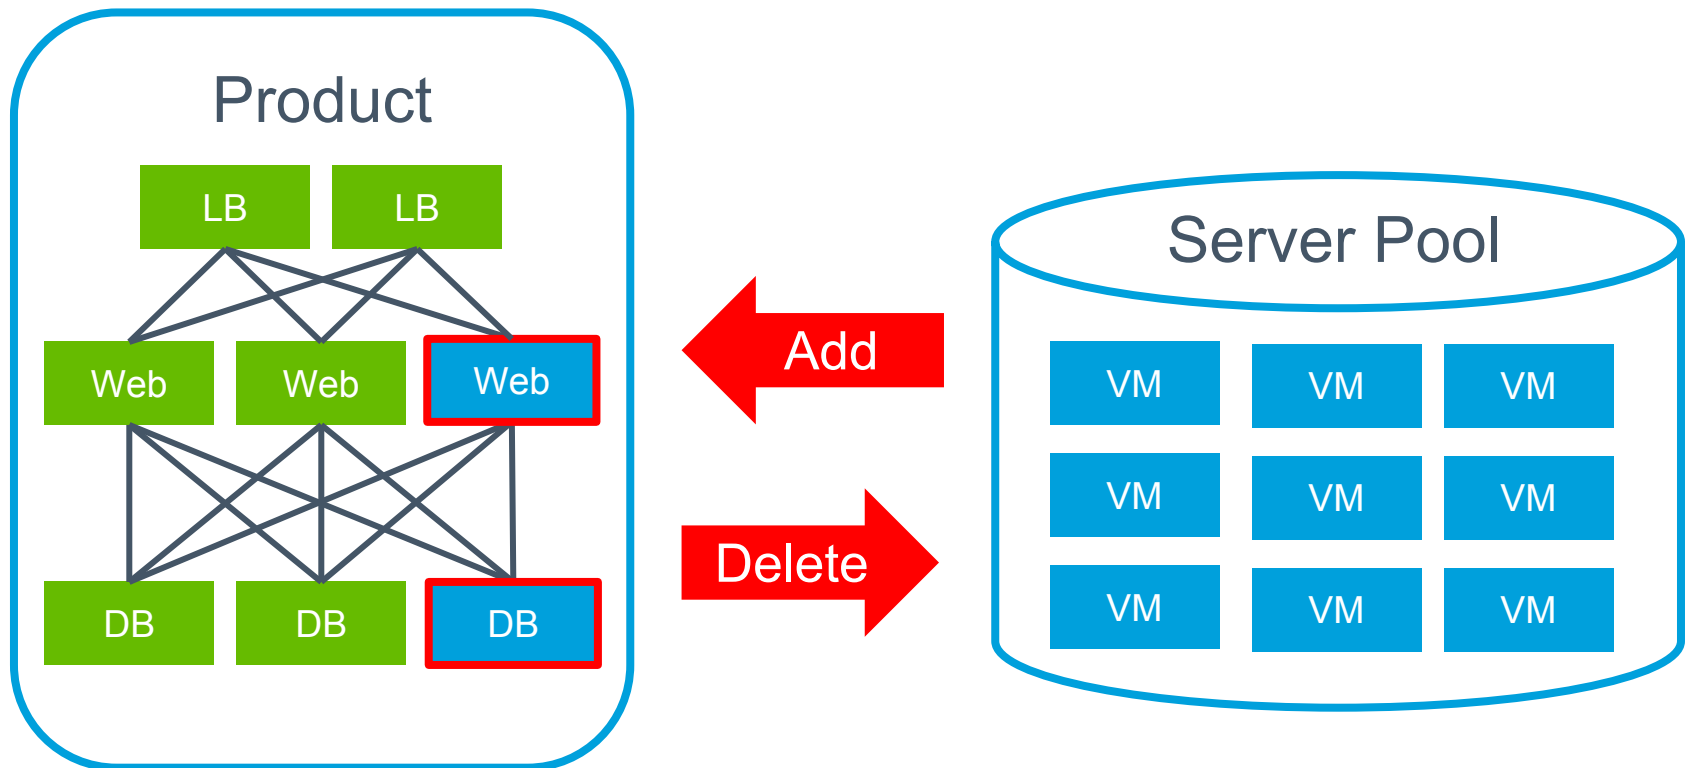 Product
LB LB
Web Web Web
DB DB DB
Add
Delete
Server Pool
VM VM VM
VM VM VM
VM VM VM